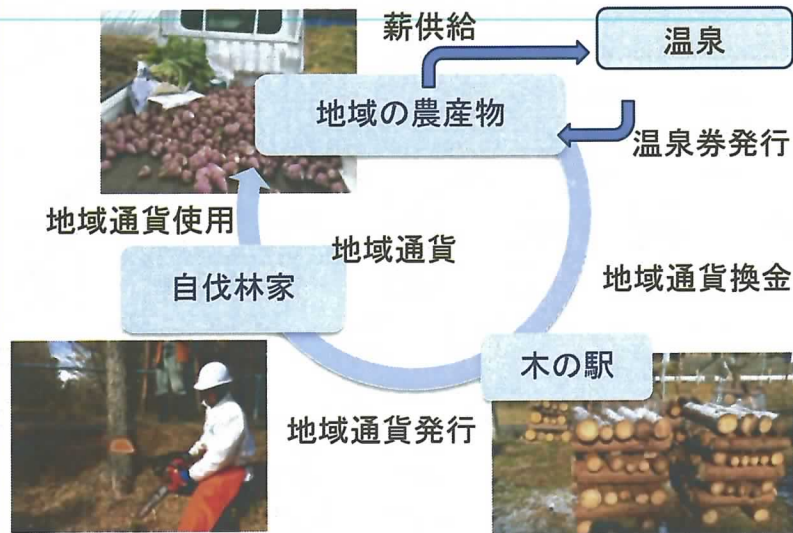 薪供給
温泉
地域の農産物
温泉券発行
地域通貨使用
地域通貨
自伐林家
地域通貨換金
木の駅
地域通貨発行